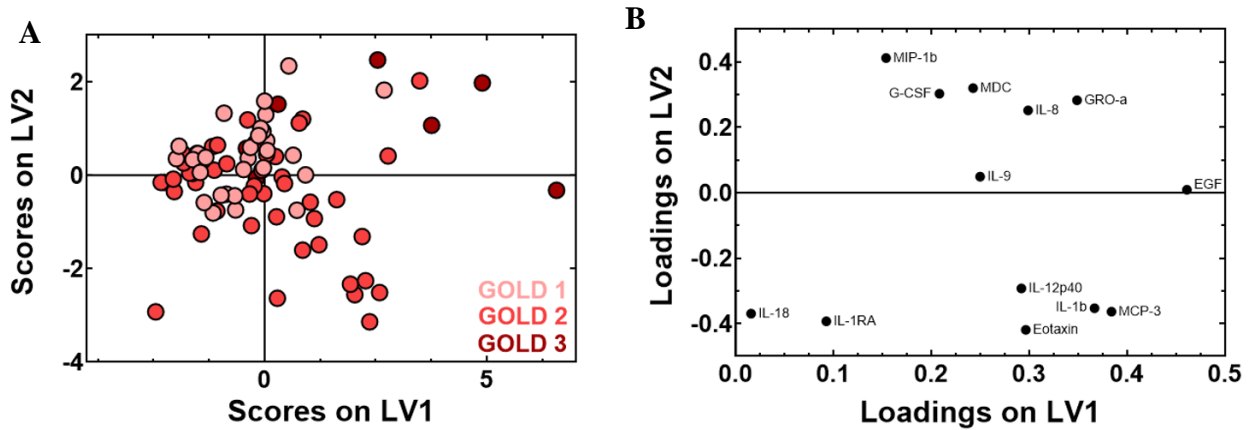 A
Scores on LV2
2
0
-2
-4
GOLD 1
GOLD 2
GOLD 3
0
5
Scores on LV1
B
Loadings on LV2
0.4
0.2
0.0
-0.2
-0.4
MIP-1b
G-CSF
MDC
IL-8
GRO-a
IL-9
EGF
IL-12p40
IL-1b
MCP-3
IL-18
IL-1RA
Eotaxin
0.0
0.1
0.2
0.3
0.4
0.5
Loadings on LV1